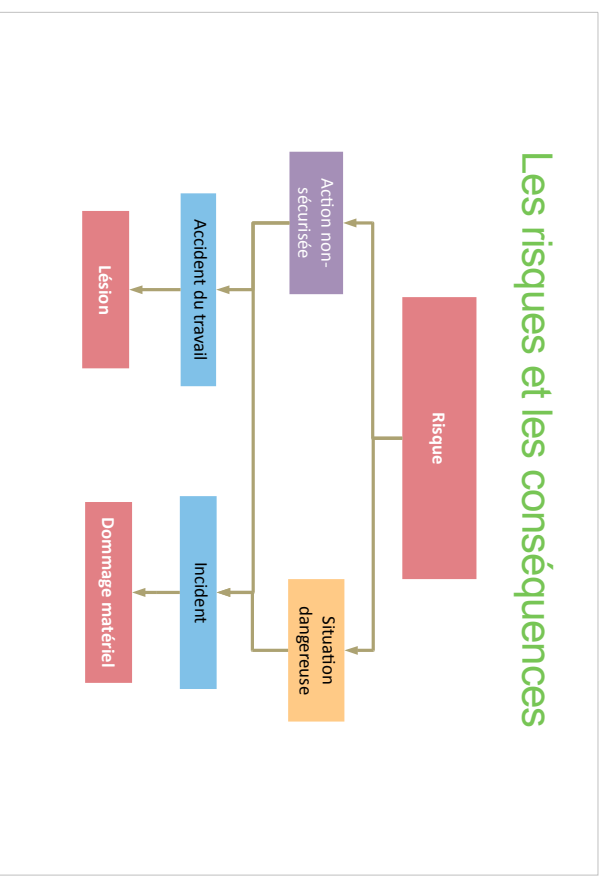 Les risques et les conséquences
Risque
Action non-
sécurisée
Situation
dangereuse
Accident du travail
Incident
Lésion
Dommage matériel